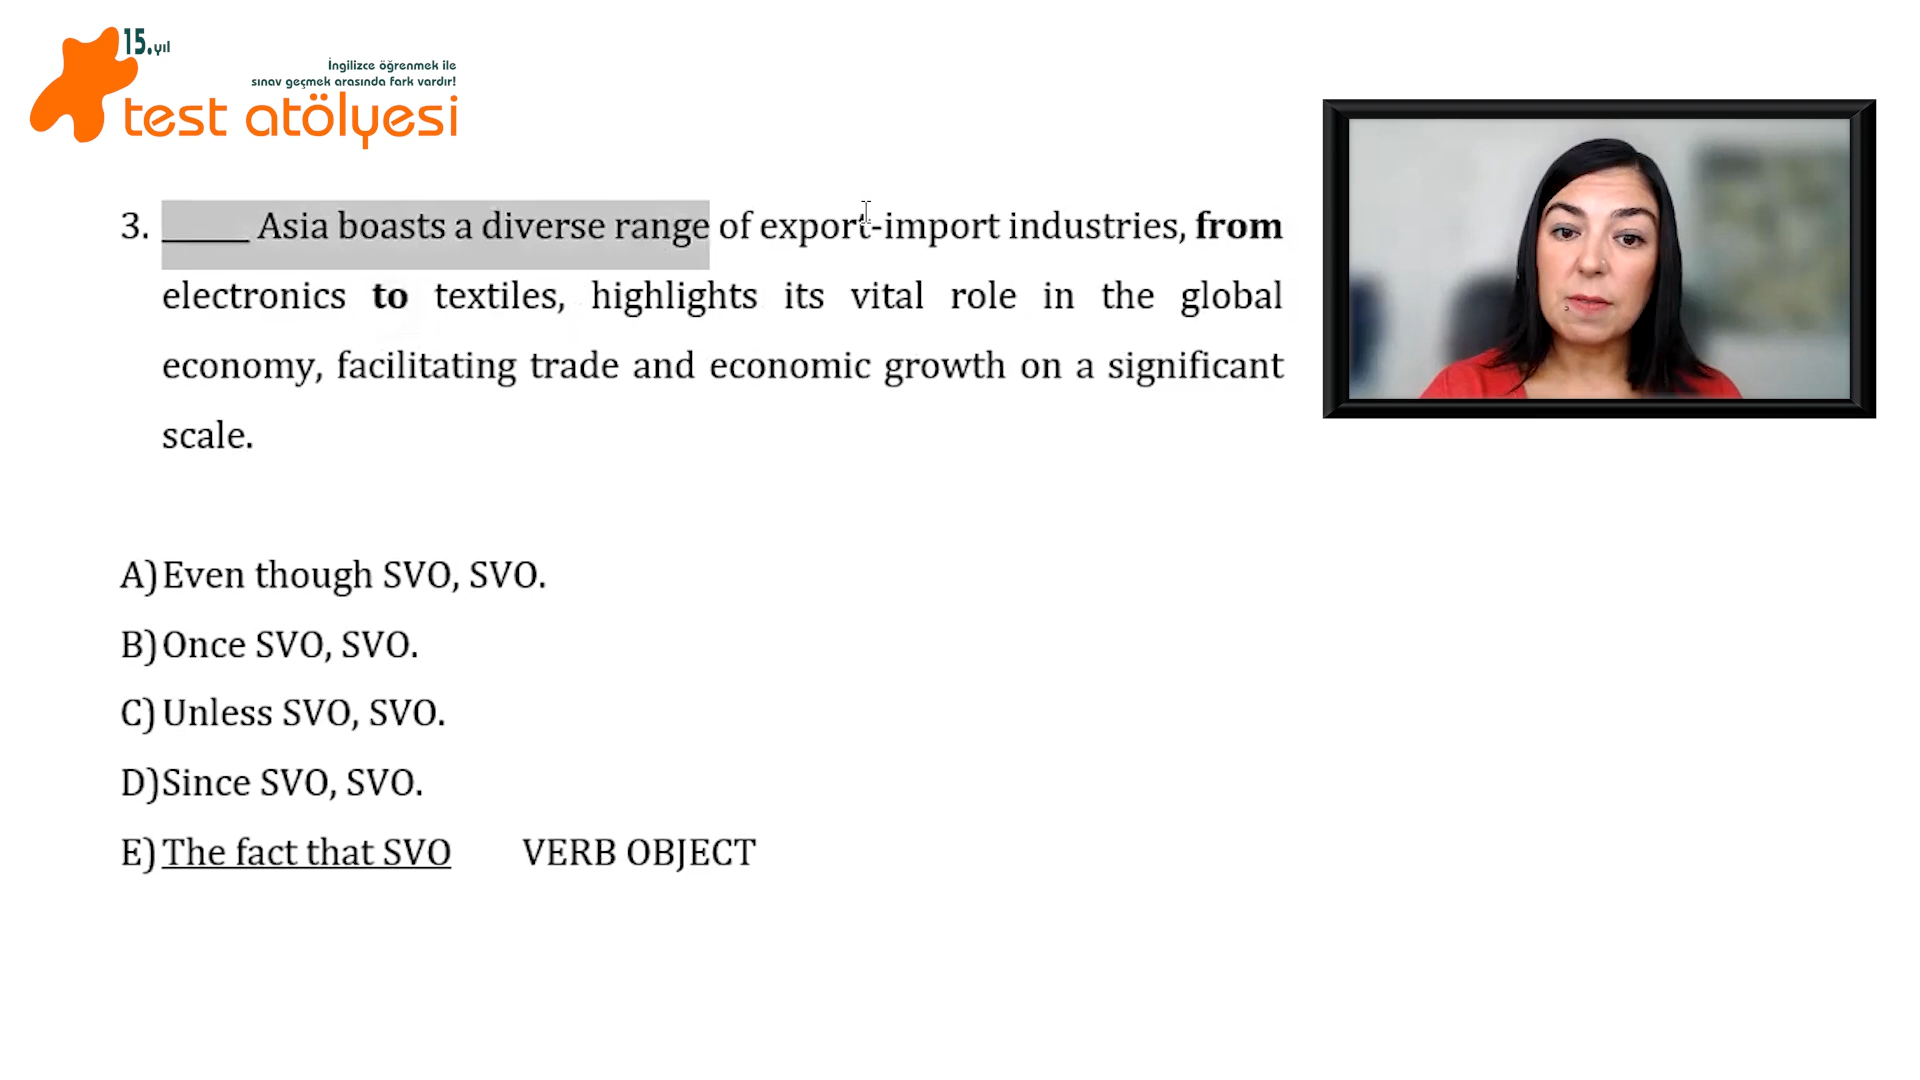 15.yıl
İngilizce öğrenmek ile
sınav geçmek arasında fark vardır!
test atölyesi
3. _____ Asia boasts a diverse range of export-import industries, from
electronics to textiles, highlights its vital role in the global
economy, facilitating trade and economic growth on a significant
scale.
A) Even though SVO, SVO.
B) Once SVO, SVO.
C) Unless SVO, SVO.
D) Since SVO, SVO.
E) The fact that SVO VERB OBJECT